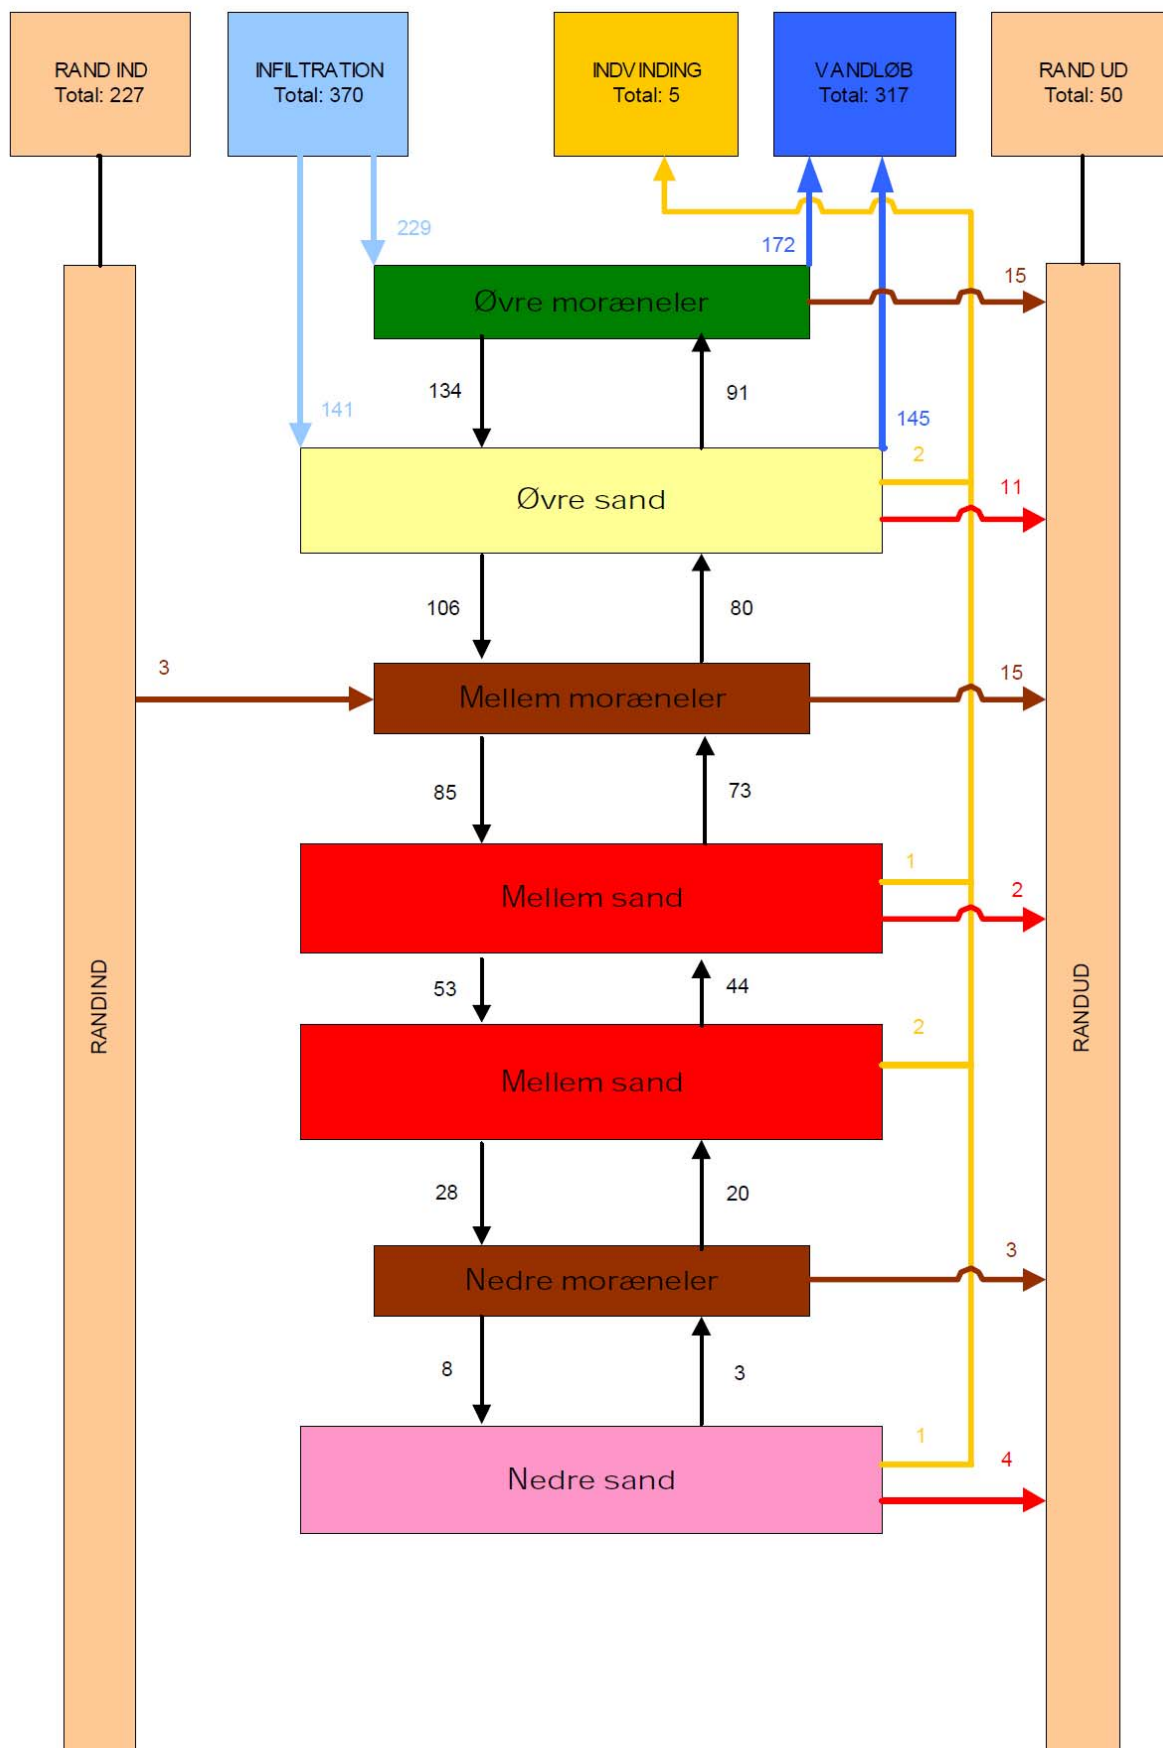 RAND IND
Total: 227
INFILTRATION
Total: 370
INDVINDING
Total: 5
VANDLØB
Total: 317
RAND UD
Total: 50
229
172
Øvre moræneler
15
134
91
141
145
2
Øvre sand
11
106
80
3
Mellem moræneler
15
85
73
1
Mellem sand
2
53
44
2
Mellem sand
RANDIND
RANDUD
28
20
Nedre moræneler
3
8
3
1
Nedre sand
4